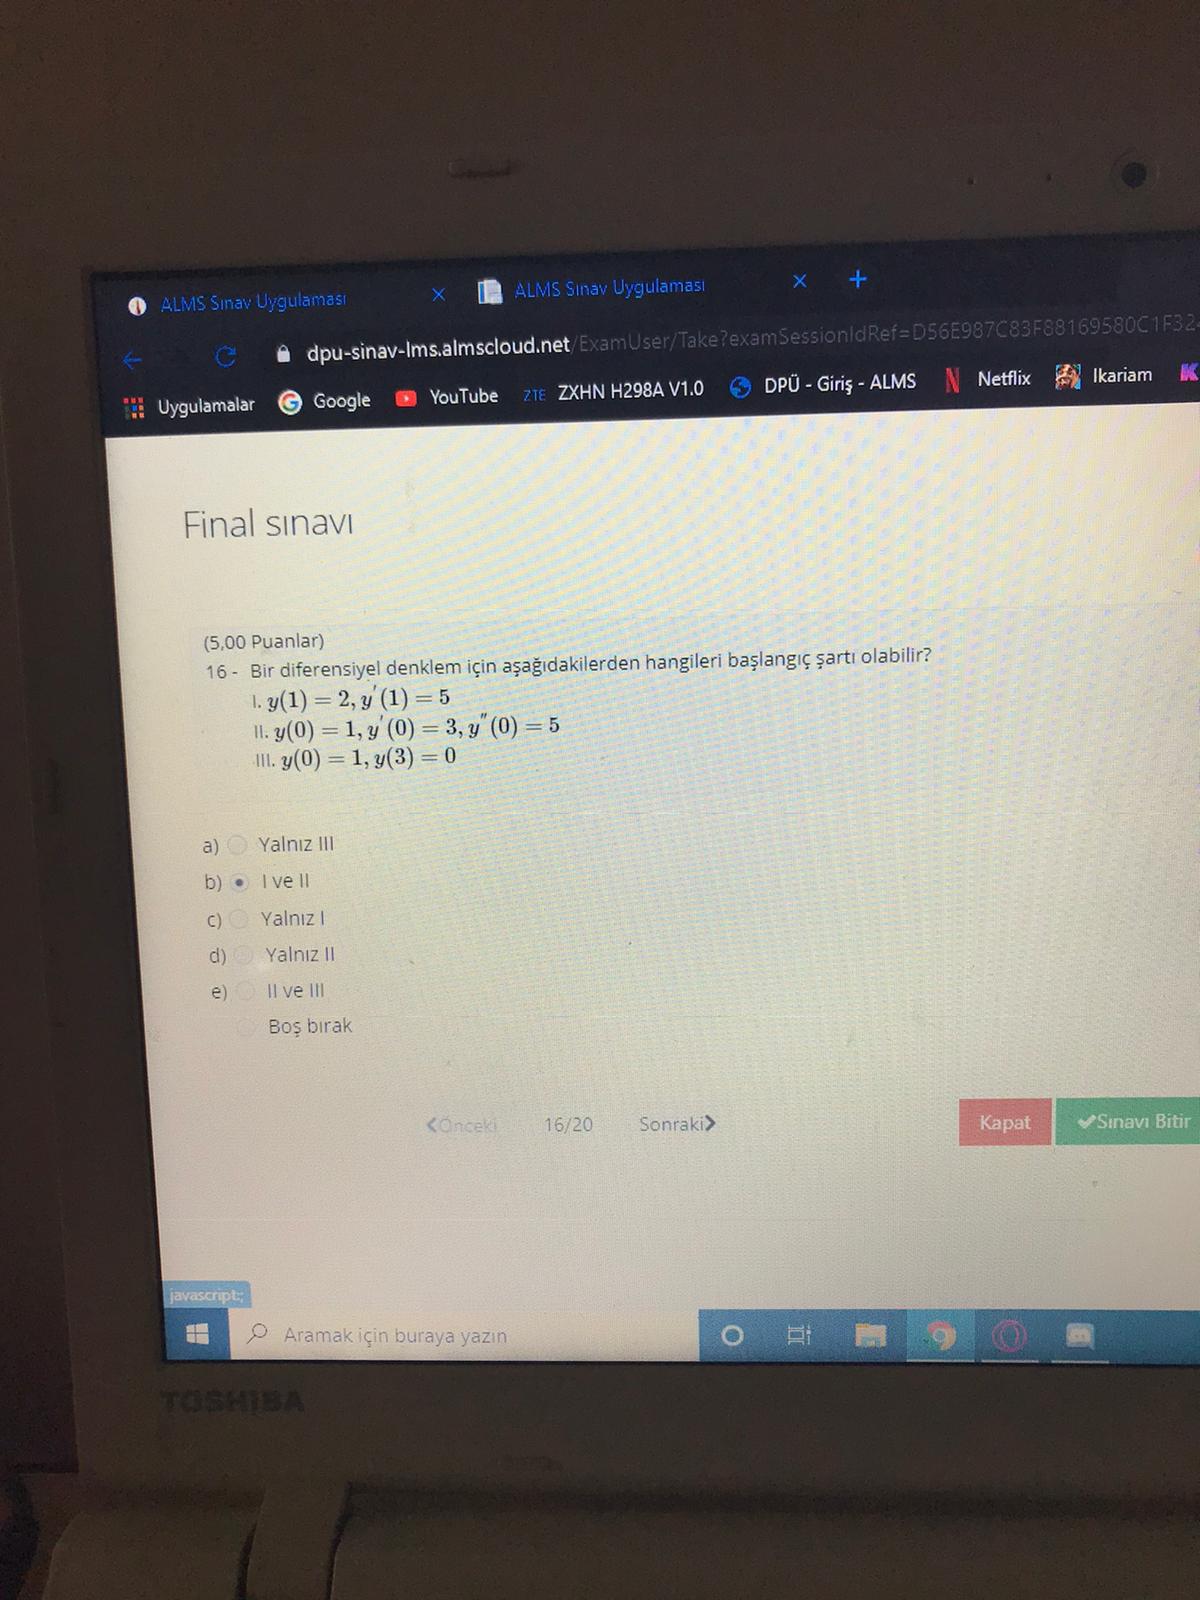 ALMS Sınav Uygulaması
ALMS Sınav Uygulaması
dpu-sinav-lms.almscloud.net/ExamUser/Take?examSessionIdRef=D56E987C83F88169580C1F32
Uygulamalar Google YouTube ZTE ZXHN H298A V1.0 DPÜ - Giriş - ALMS N Netflix Ikariam K
Final sınavı
(5,00 Puanlar)
16 - Bir diferensiyel denklem için aşağıdakilerden hangileri başlangıç şartı olabilir?
I. y(1) = 2, y'(1) = 5
II. y(0) = 1, y'(0) = 3, y''(0) = 5
III. y(0) = 1, y(3) = 0
a) Yalnız III
b) I ve II
c) Yalnız I
d) Yalnız II
e) II ve III
Boş bırak
Önceki 16/20 Sonraki
Kapat Sınavı Bitir
javascript:;
Aramak için buraya yazın
TOSHIBA